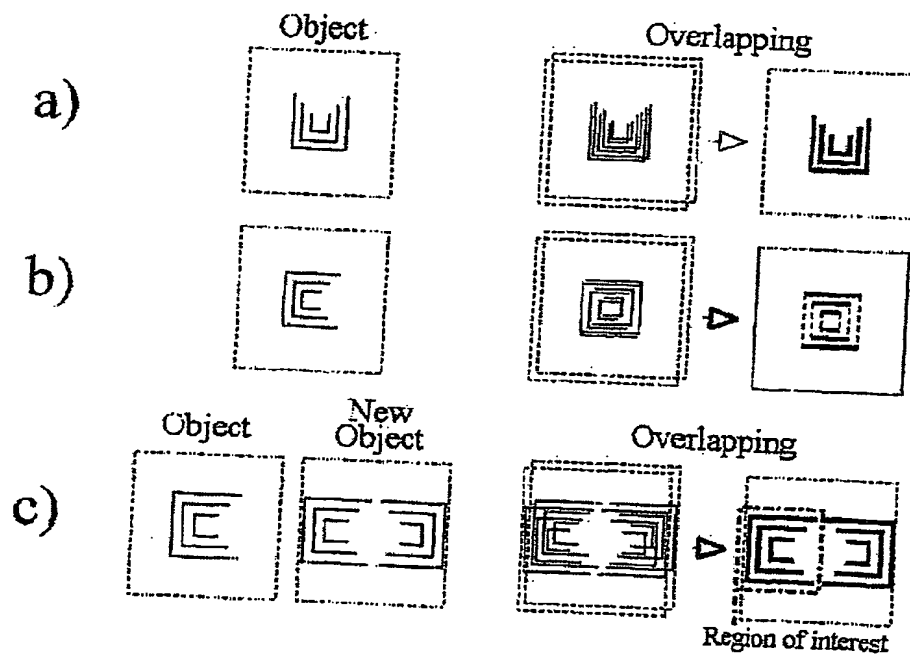 Object
Overlapping
a)
b)
Object
New
Object
Overlapping
c)
Region of interest